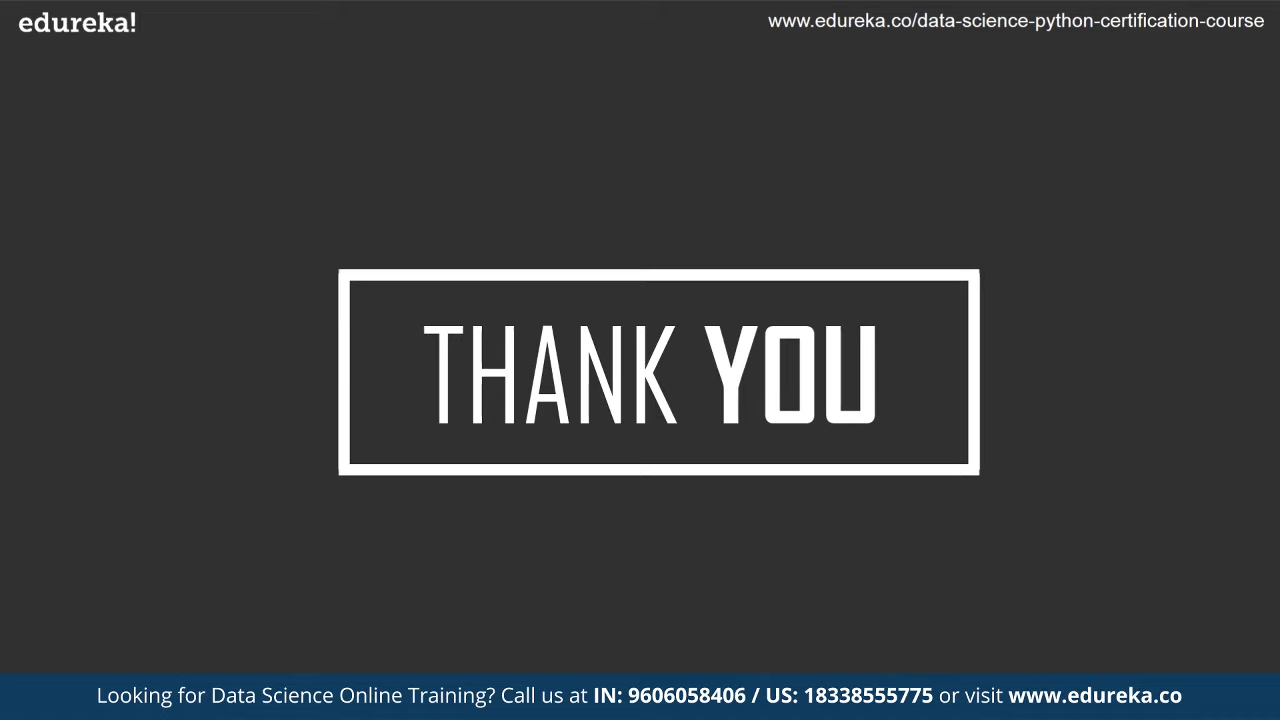 edureka!
www.edureka.co/data-science-python-certification-course
THANK YOU
Looking for Data Science Online Training? Call us at IN: 9606058406 / US: 18338555775 or visit www.edureka.co